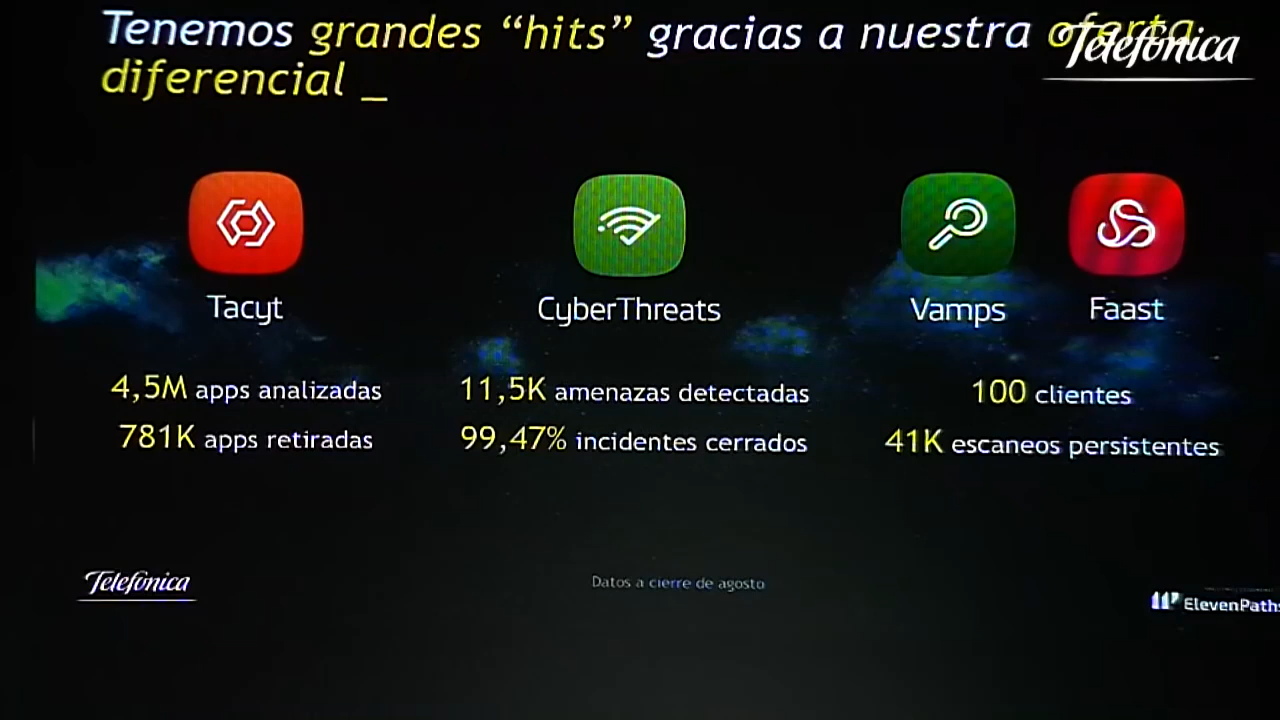 Tenemos grandes “hits” gracias a nuestra oferta
Telefónica
diferencial _
Tacyt
CyberThreats
Vamps
Faast
4,5M apps analizadas
11,5K amenazas detectadas
100 clientes
781K apps retiradas
99,47% incidentes cerrados
41K escaneos persistentes
Telefónica
Datos a cierre de agosto
ElevenPaths